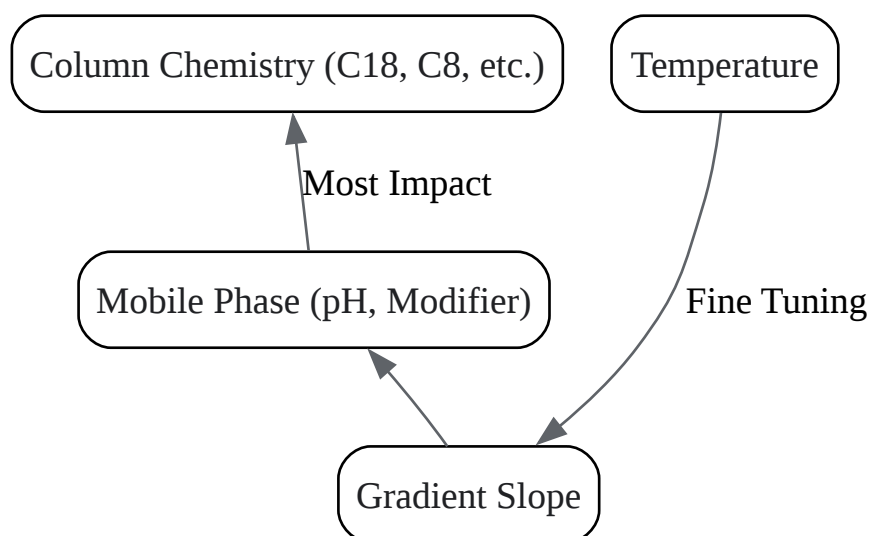 Column Chemistry (C18, C8, etc.)
Temperature
Most Impact
Mobile Phase (pH, Modifier)
Fine Tuning
Gradient Slope